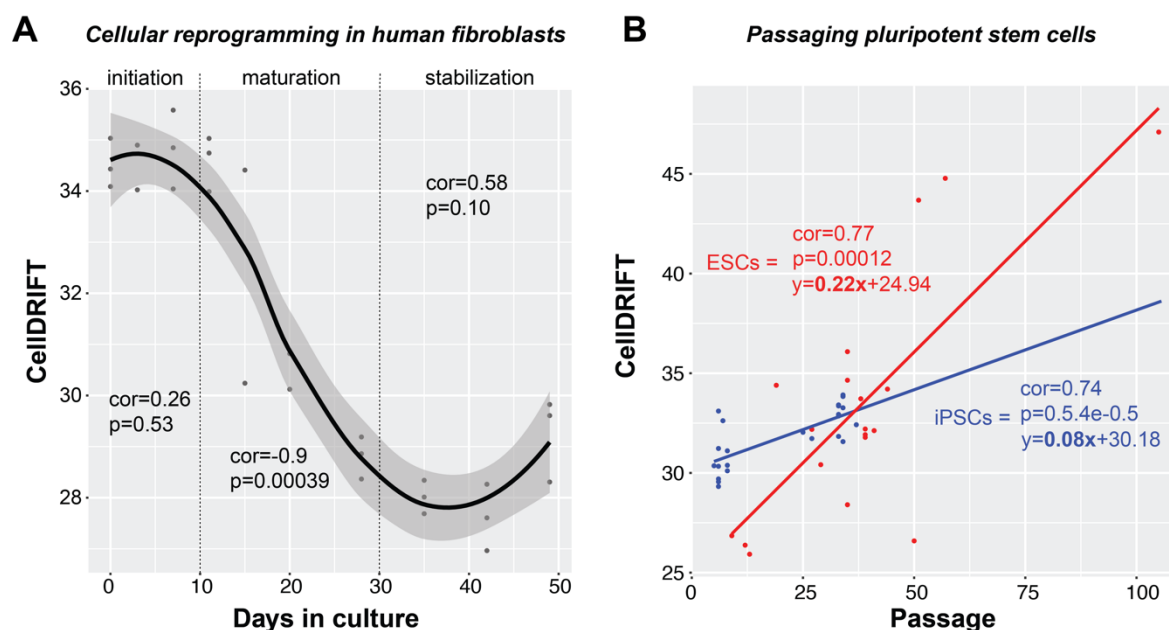 A
Cellular reprogramming in human fibroblasts
initiation
maturation
stabilization
36
34
32
30
28
CellDRIFT
cor=0.58
p=0.10
cor=0.26
p=0.53
cor=-0.9
p=0.00039
0
10
20
30
40
50
Days in culture
B
Passaging pluripotent stem cells
45
40
35
30
25
CellDRIFT
cor=0.77
ESCs = p=0.00012
y=0.22x+24.94
cor=0.74
iPSCs = p=0.5.4e-0.5
y=0.08x+30.18
0
25
50
75
100
Passage